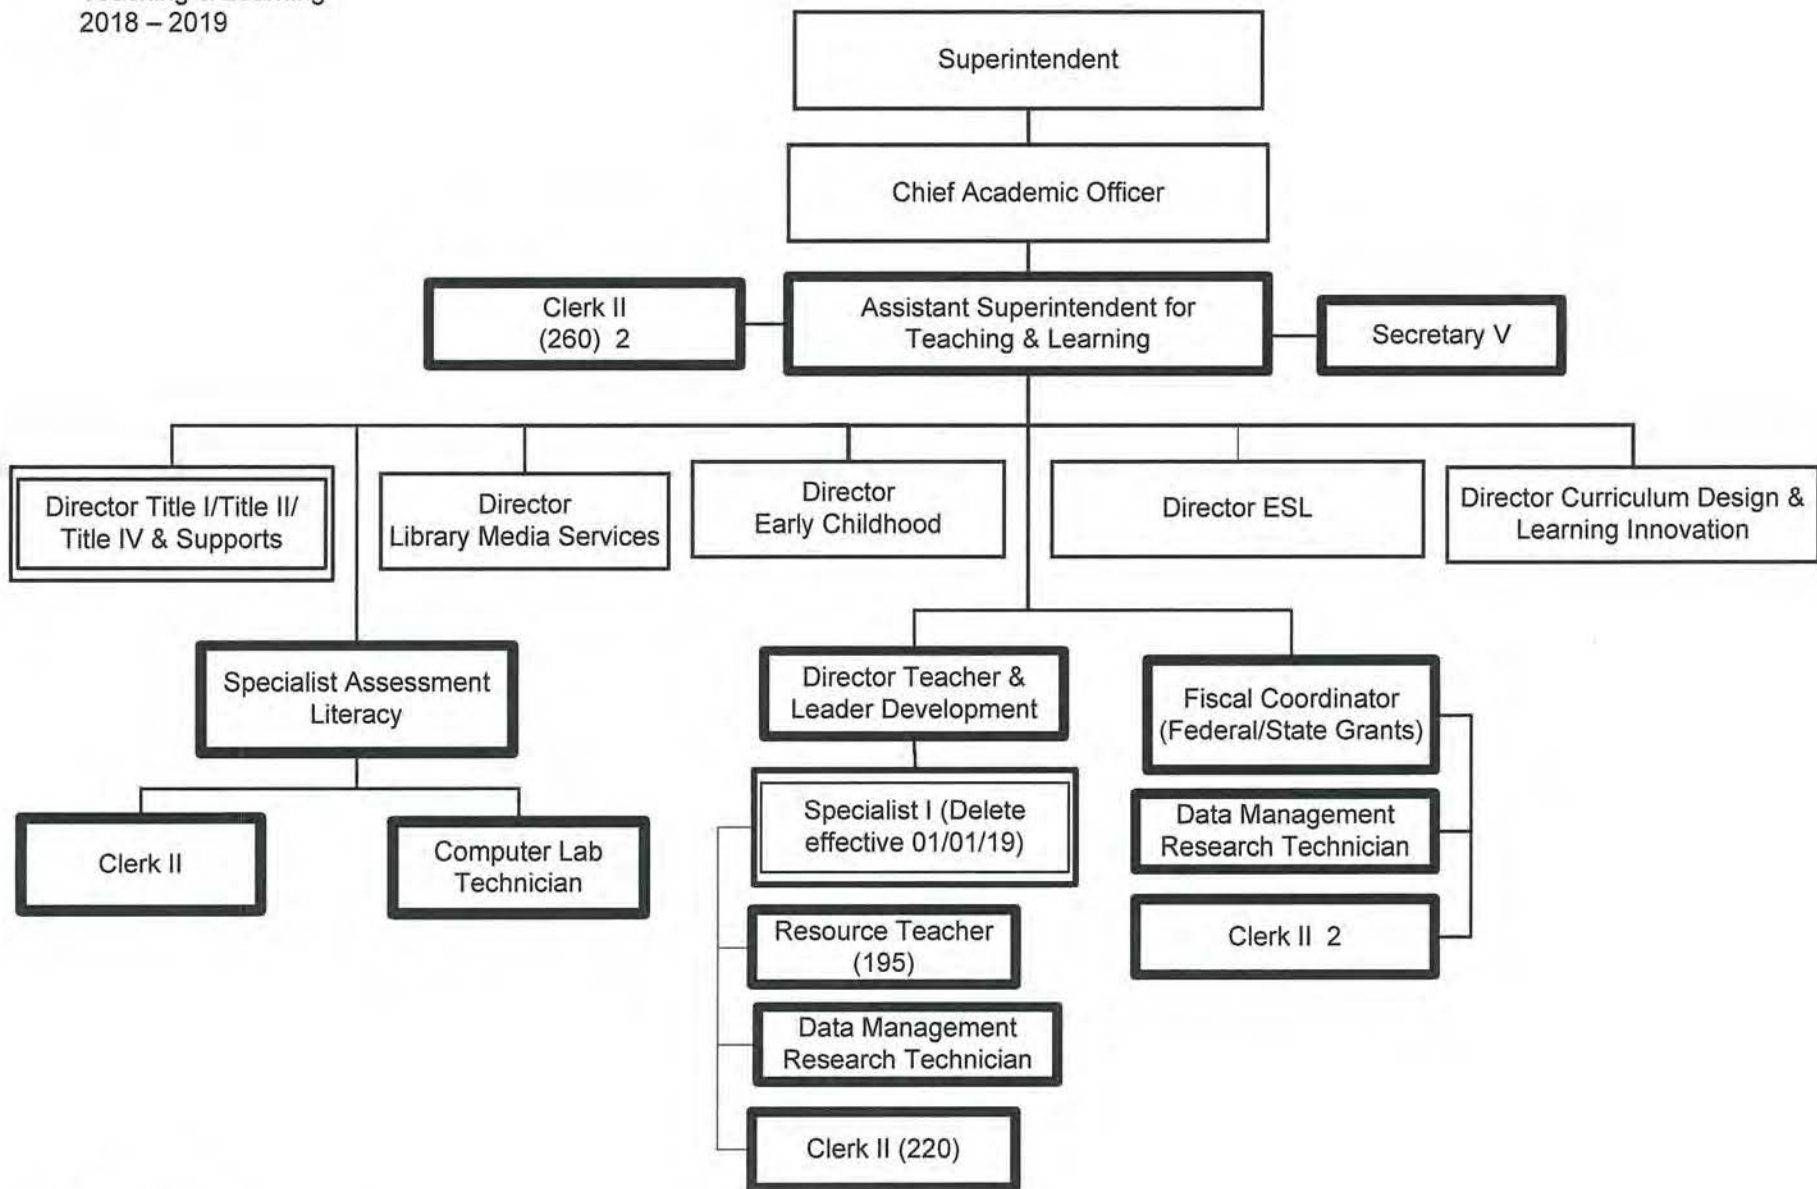 2018 – 2019
Superintendent
Chief Academic Officer
Clerk II
(260)  2
Assistant Superintendent for
Teaching & Learning
Secretary V
Director Title I/Title II/
Title IV & Supports
Director
Library Media Services
Director
Early Childhood
Director ESL
Director Curriculum Design &
Learning Innovation
Specialist Assessment
Literacy
Director Teacher &
Leader Development
Fiscal Coordinator
(Federal/State Grants)
Clerk II
Computer Lab
Technician
Specialist I (Delete
effective 01/01/19)
Data Management
Research Technician
Resource Teacher
(195)
Clerk II  2
Data Management
Research Technician
Clerk II (220)